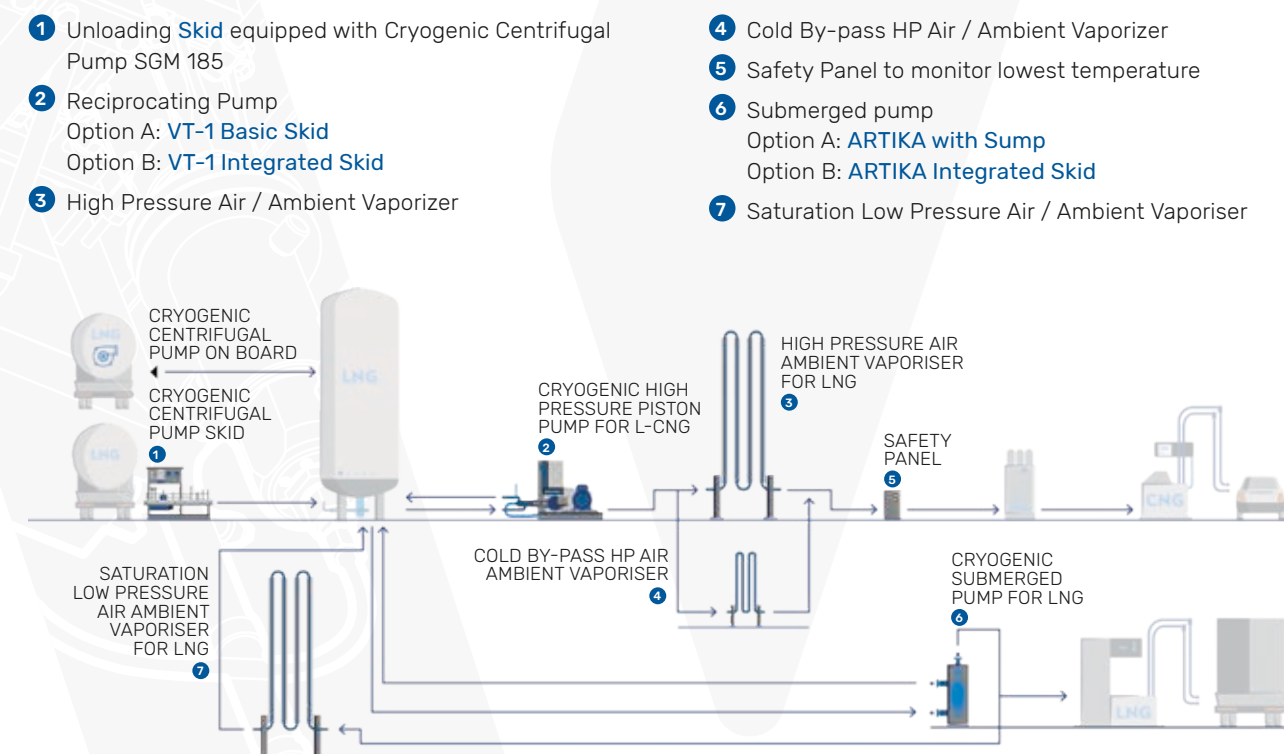 1 Unloading Skid equipped with Cryogenic Centrifugal
Pump SGM 185
2 Reciprocating Pump
Option A: VT-1 Basic Skid
Option B: VT-1 Integrated Skid
3 High Pressure Air / Ambient Vaporizer
4 Cold By-pass HP Air / Ambient Vaporizer
5 Safety Panel to monitor lowest temperature
6 Submerged pump
Option A: ARTIKA with Sump
Option B: ARTIKA Integrated Skid
7 Saturation Low Pressure Air / Ambient Vaporiser
LNG
CRYOGENIC
CENTRIFUGAL
PUMP ON BOARD
LNG
CRYOGENIC
CENTRIFUGAL
PUMP SKID
1
LNG
CRYOGENIC HIGH
PRESSURE PISTON
PUMP FOR L-CNG
2
HIGH PRESSURE AIR
AMBIENT VAPORISER
FOR LNG
3
SAFETY
PANEL
5
CNG
COLD BY-PASS HP AIR
AMBIENT VAPORISER
4
SATURATION
LOW PRESSURE
AIR AMBIENT
VAPORISER
FOR LNG
7
CRYOGENIC
SUBMERGED
PUMP FOR LNG
6
LNG